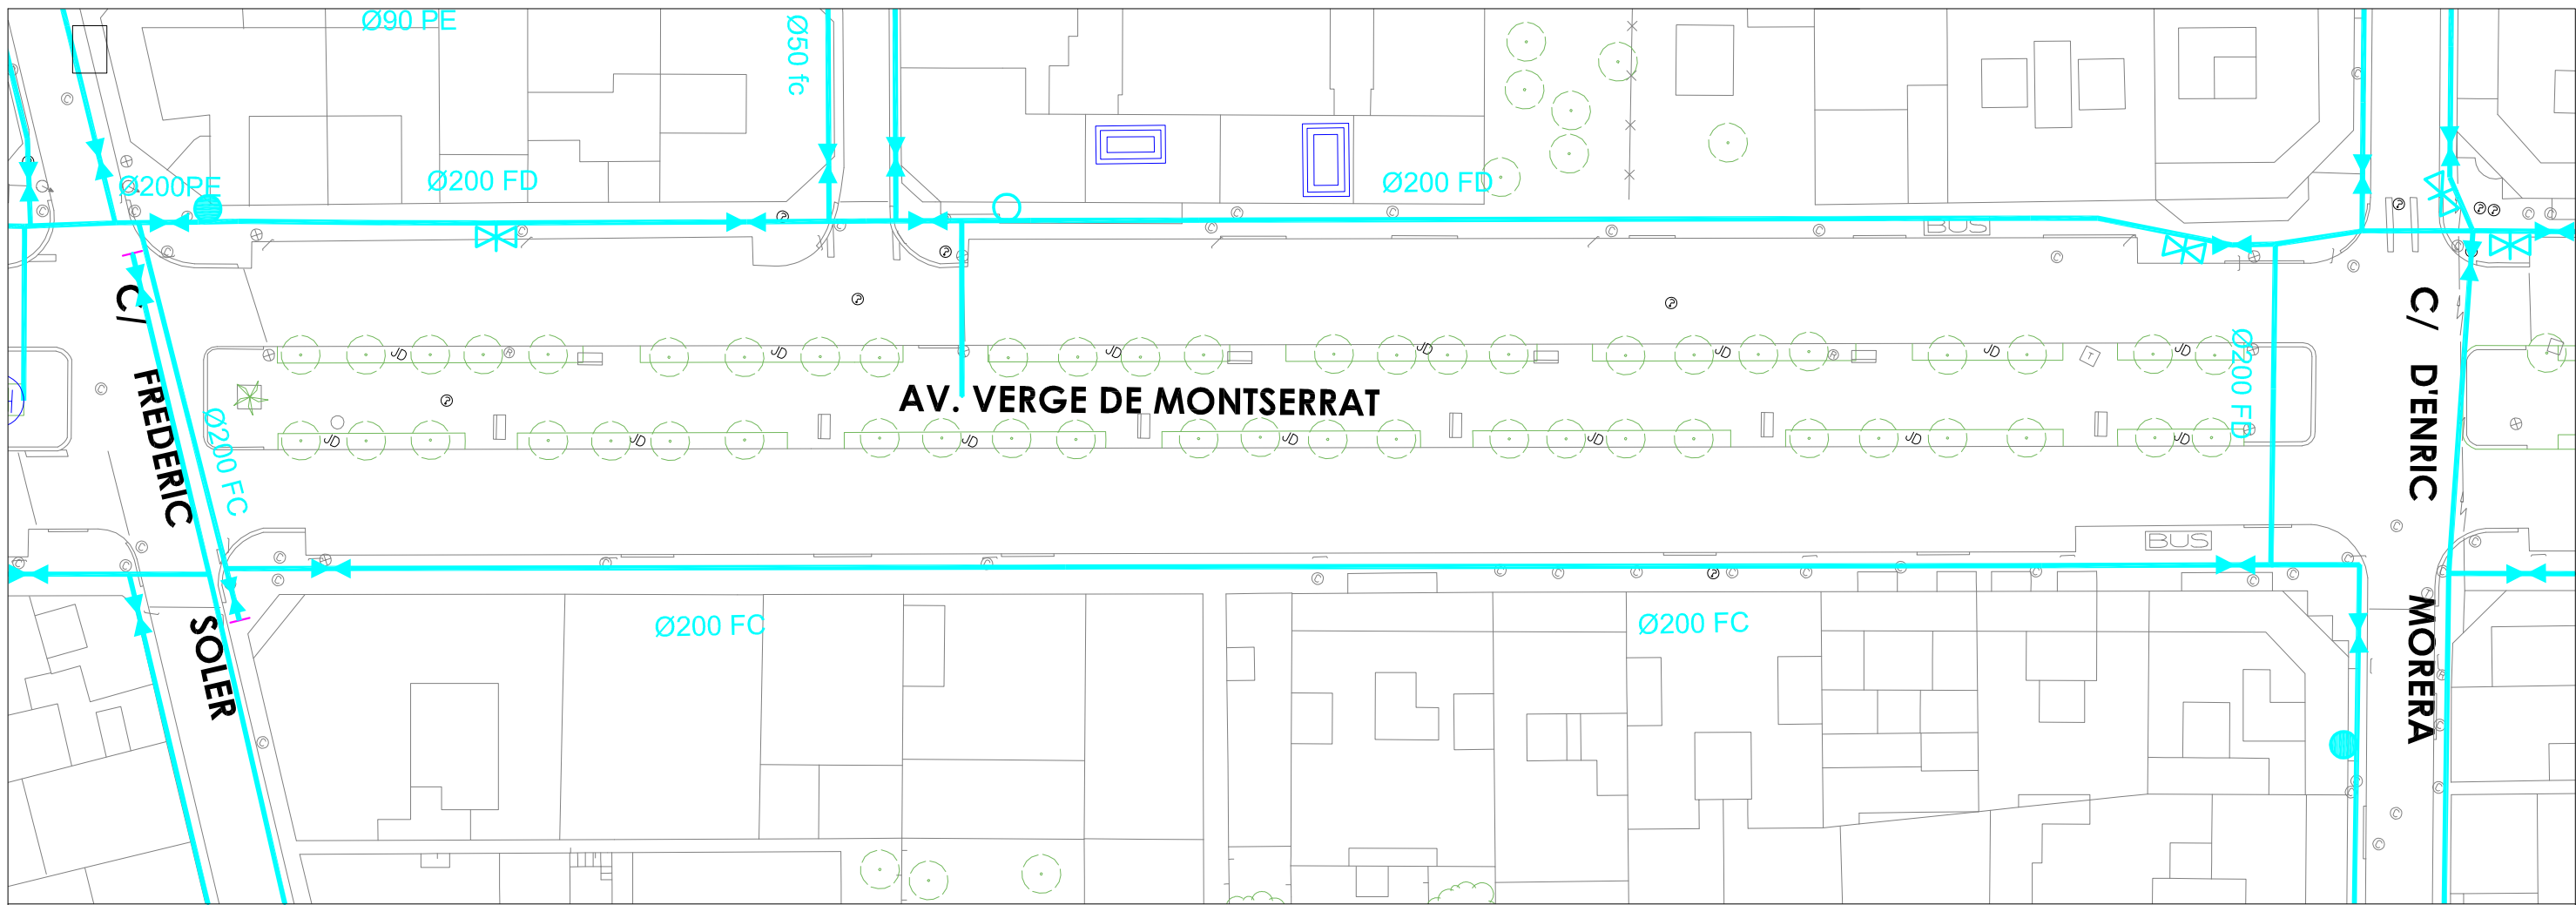 Ø90 PE
Ø50 fc
Ø200PE
Ø200 FD
Ø200 FD
BUS
C/ FREDERIC SOLER
Ø200 FC
AV. VERGE DE MONTSERRAT
Ø200 FD
C/ D'ENRIC MORERA
BUS
Ø200 FC
Ø200 FC